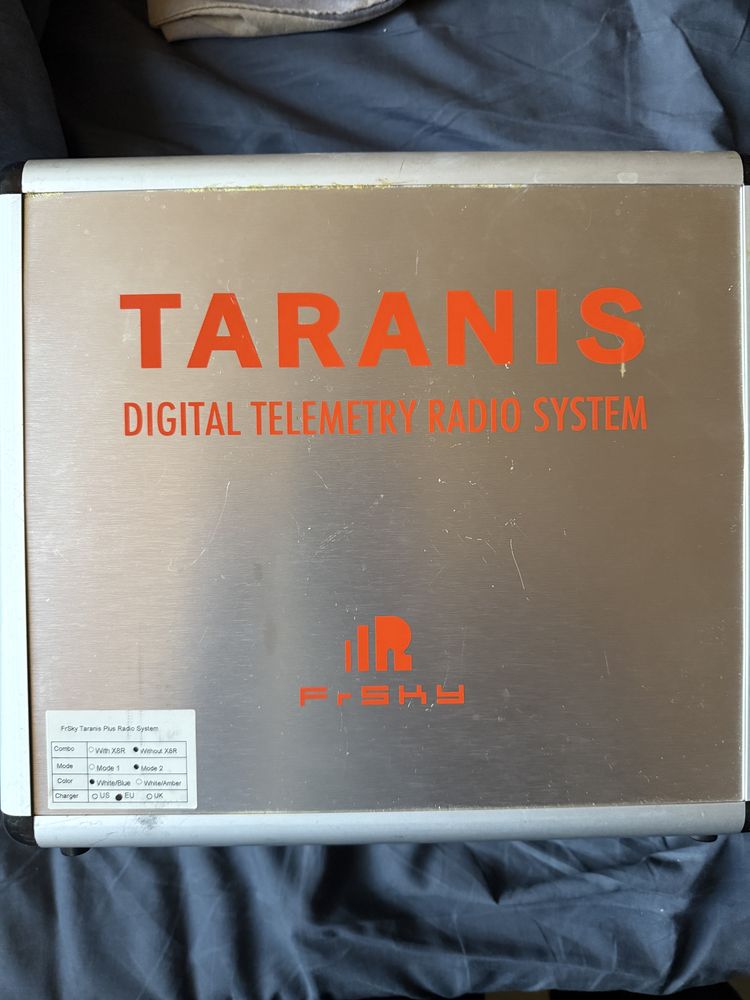 TARANIS
DIGITAL TELEMETRY RADIO SYSTEM
R
FrSky
FrSky Taranis Plus Radio System
Combo ○With X8R ●Without X8R
Mode ○Mode 1 ●Mode 2
Color ●White/Blue ○White/Amber
Charger ○US ●EU ○UK